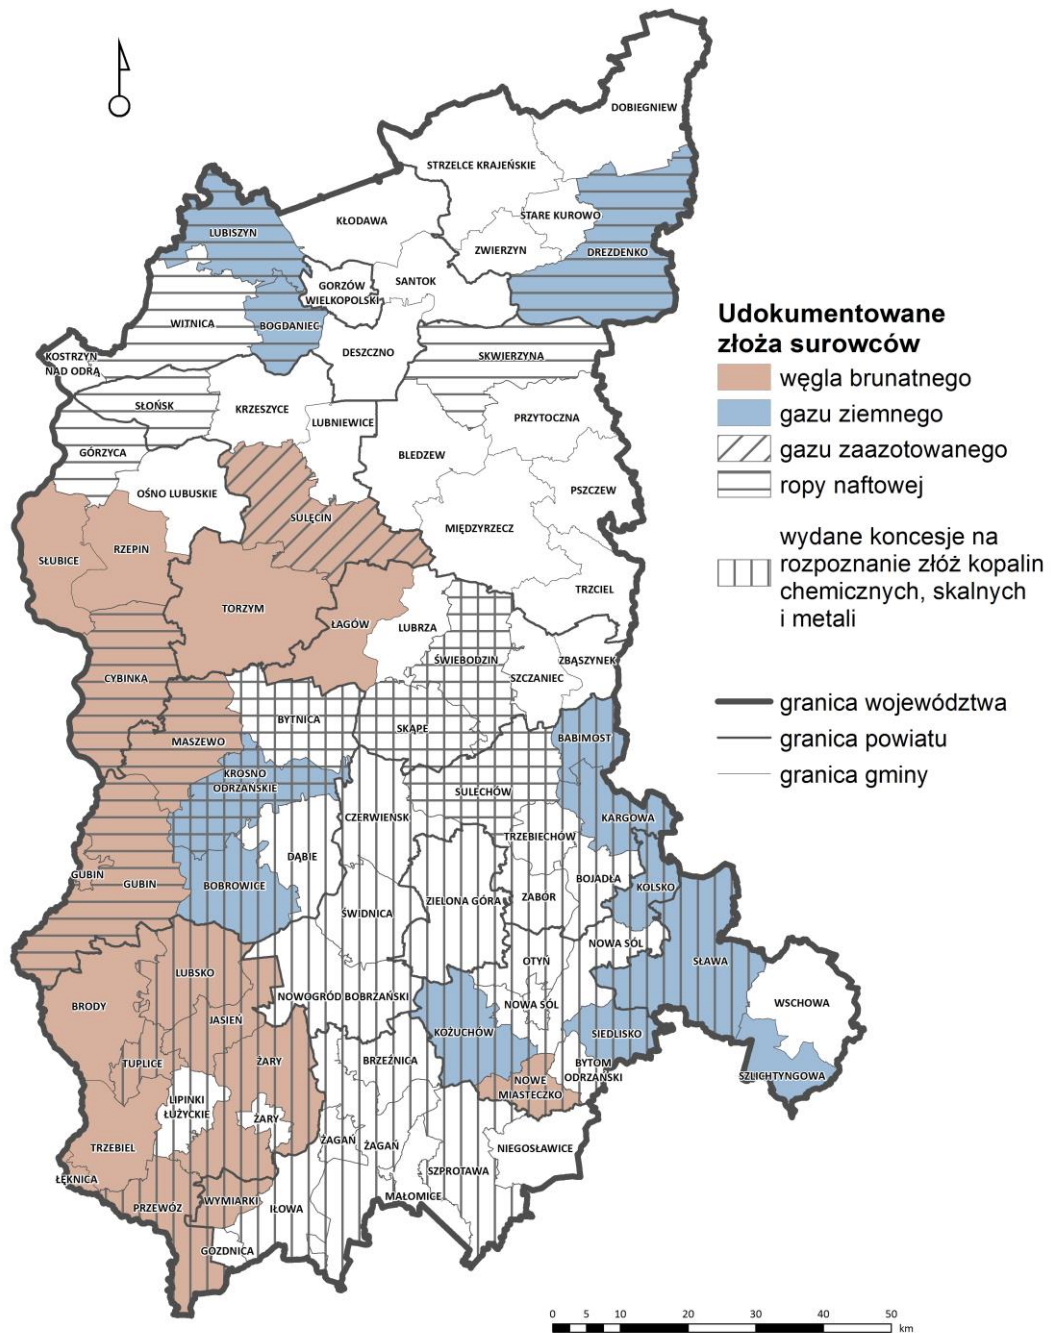 DOBIEGNIEW
STRZELCE KRAJEŃSKIE
STARE KUROWO
KŁODAWA
LUBISZYN
ZWIERZYN
DREZDENKO
SANTOK
GORZÓW
WIELKOPOLSKI
WITNICA
BOGDANIEC
DESZCZNO
SKWIERZYNA
KOSTRZYN
NAD ODRĄ
SŁOŃSK
KRZESZYCE
LUBNIEWICE
PRZYTOCZNA
GÓRZYCA
BLEDZEW
OŚNO LUBUSKIE
PSZCZEW
SULĘCIN
MIĘDZYRZECZ
RZEPIN
SŁUBICE
TRZCIEL
TORZYM
ŁAGÓW
LUBRZA
ŚWIEBODZIN
ZBĄSZYNEK
SZCZANIEC
CYBINKA
BYTNICA
SKĄPE
MASZEWO
BABIMOST
KROSNO
ODRZAŃSKIE
SULECHÓW
CZERWIEŃSK
KARGOWA
TRZEBIECHÓW
DĄBIE
GUBIN
GUBIN
BOBROWICE
BOJADŁA
KOLSKO
ZABÓR
ZIELONA GÓRA
ŚWIDNICA
NOWA SÓL
OTYŃ
SŁAWA
LUBSKO
BRODY
NOWOGRÓD BOBRZAŃSKI
NOWA SÓL
WSCHOWA
JASIEŃ
KOŻUCHÓW
SIEDLISKO
TUPLICE
ŻARY
BRZEŹNICA
BYTOM
ODRZAŃSKI
SZLICHTYNGOWA
NOWE
MIASTECZKO
LIPINKI
ŁUŻYCKIE
ŻARY
TRZEBIEL
ŻAGAŃ
ŻAGAŃ
NIEGOSŁAWICE
ŁĘKNICA
SZPROTAWA
PRZEWÓZ
WYMIARKI
IŁOWA
MAŁOMICE
GOZDNICA
Udokumentowane
złoża surowców
węgla brunatnego
gazu ziemnego
gazu zaazotowanego
ropy naftowej
wydane koncesje na
rozpoznanie złóż kopalin
chemicznych, skalnych
i metali
granica województwa
granica powiatu
granica gminy
0 5 10 20 30 40 50
km